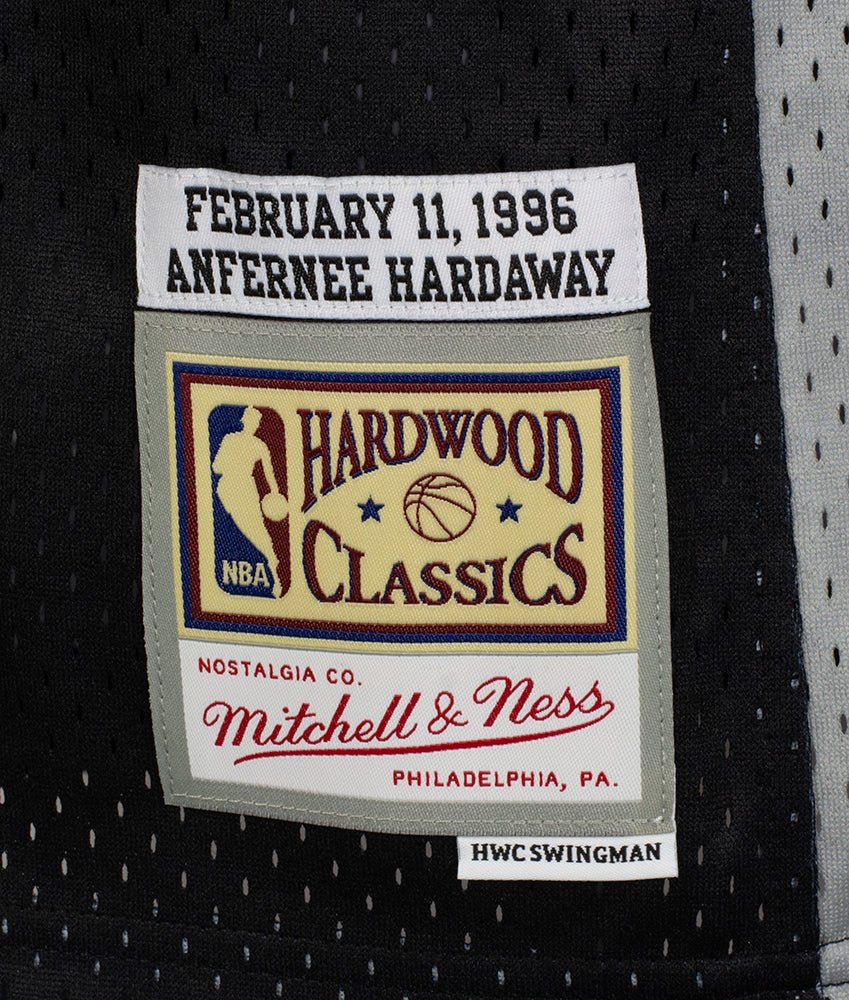 FEBRUARY 11, 1996
ANFERNEE HARDAWAY
HARDWOOD
CLASSICS
NBA
NOSTALGIA CO.
Mitchell & Ness
PHILADELPHIA, PA.
HWC SWINGMAN